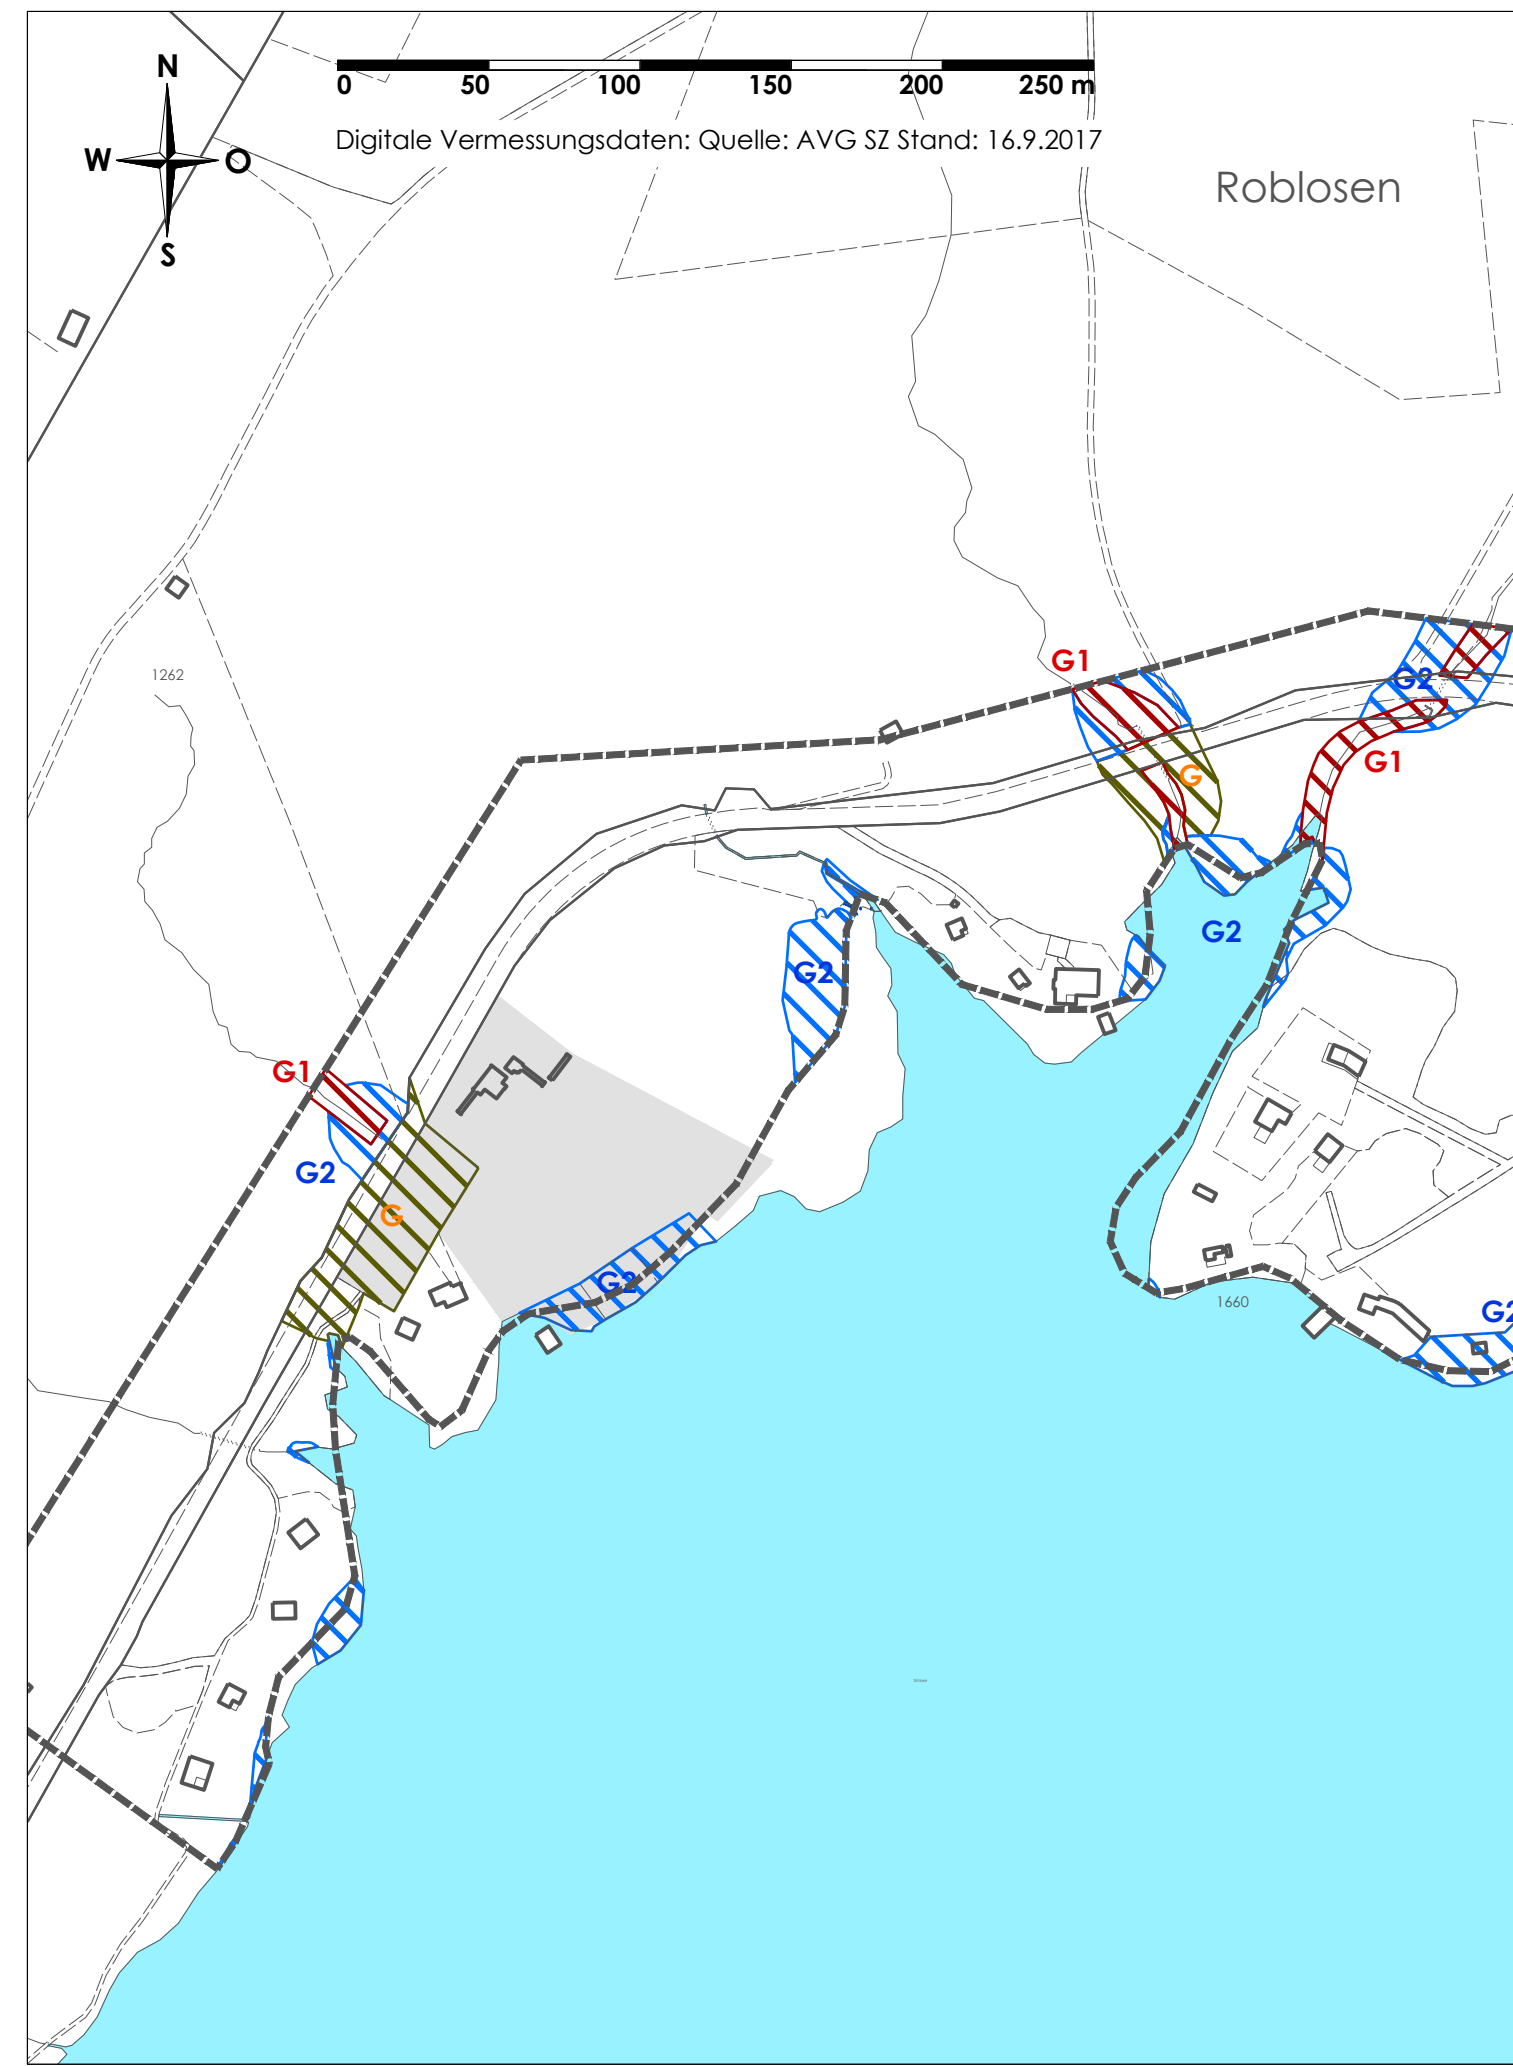 N
W O
S
0 50 100 150 200 250 m
Digitale Vermessungsdaten: Quelle: AVG SZ Stand: 16.9.2017
Roblosen
1262
G1
G2
G
G1
G2
G2
G1
G2
G
G2
1660
G2